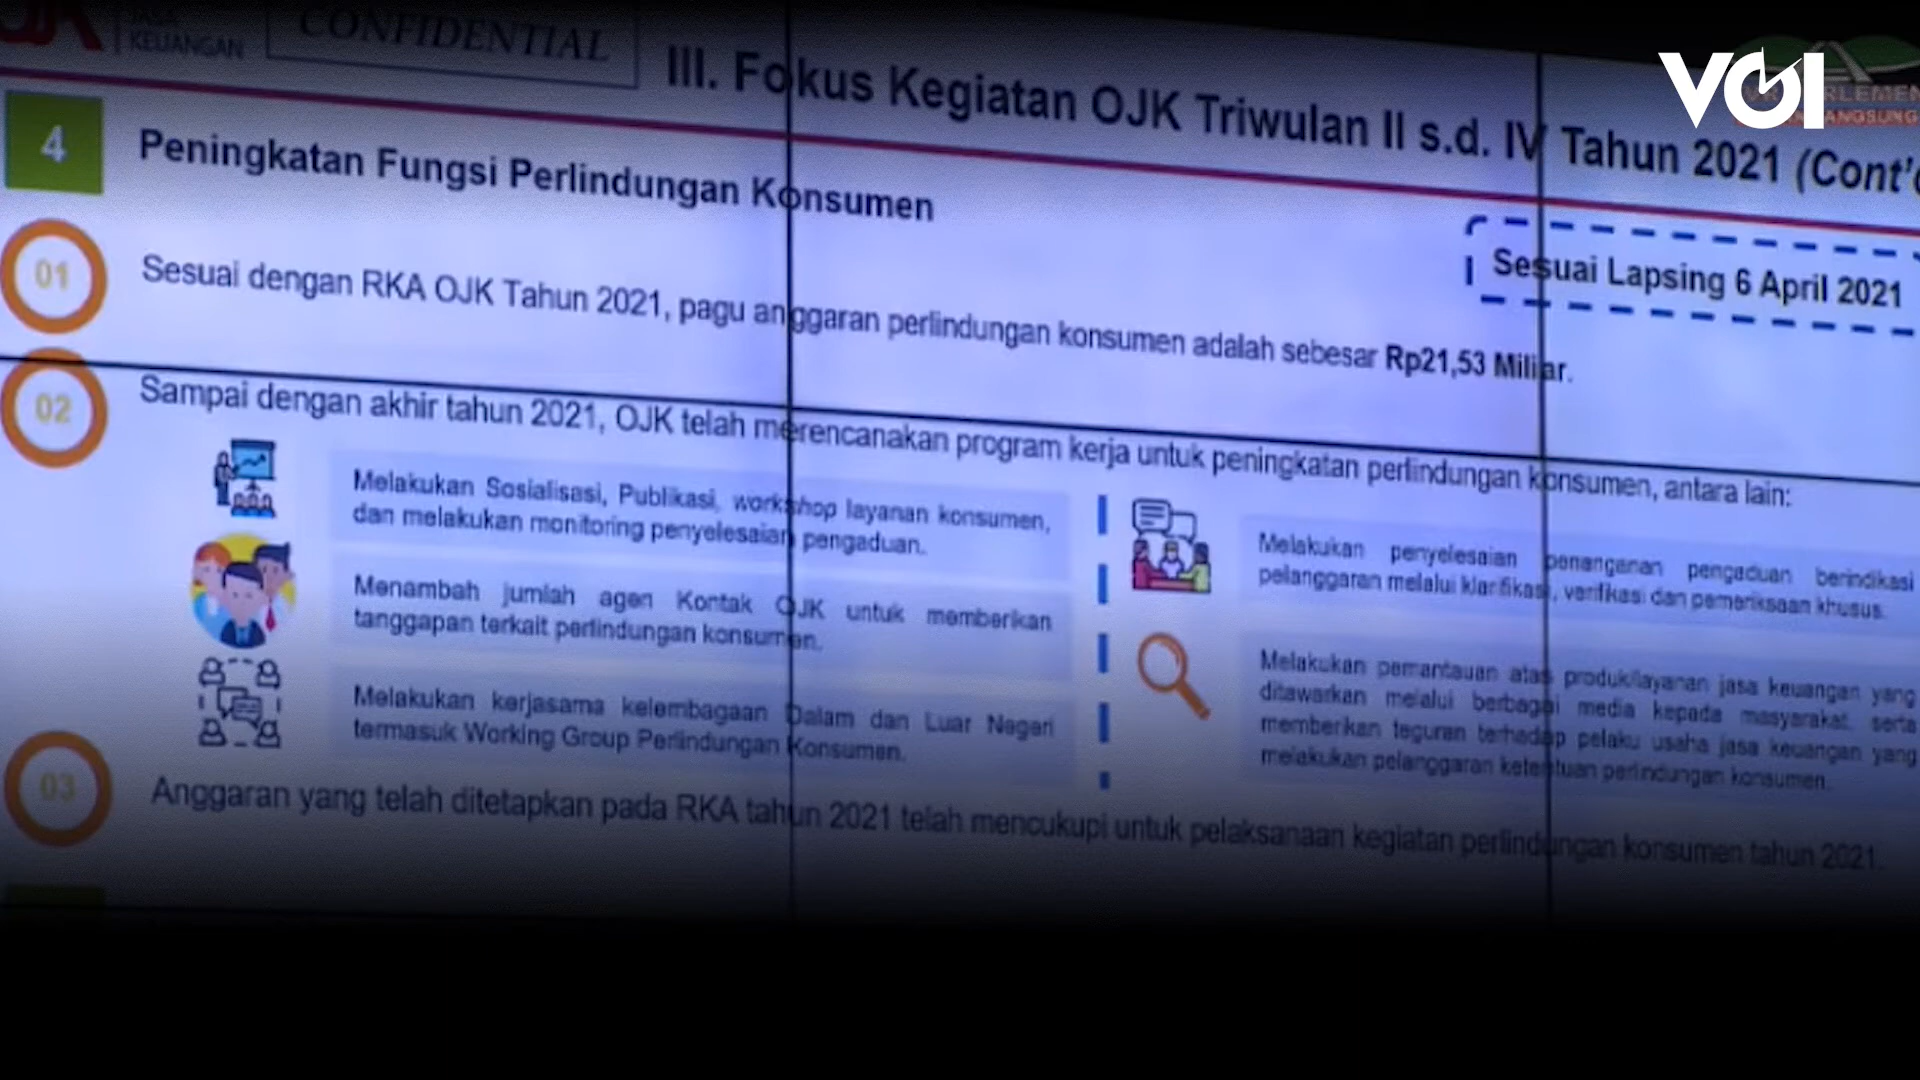 KEUANGAN
CONFIDENTIAL
III. Fokus Kegiatan OJK Triwulan II s.d. IV Tahun 2021 (Cont'd
VOI
4
Peningkatan Fungsi Perlindungan Konsumen
Sesuai Lapsing 6 April 2021
01
Sesuai dengan RKA OJK Tahun 2021, pagu anggaran perlindungan konsumen adalah sebesar Rp21,53 Miliar.
02
Sampai dengan akhir tahun 2021, OJK telah merencanakan program kerja untuk peningkatan perlindungan konsumen, antara lain:
Melakukan Sosialisasi, Publikasi, workshop layanan konsumen,
dan melakukan monitoring penyelesaian pengaduan.
Menambah jumlah agen Kontak OJK untuk memberikan
tanggapan terkait perlindungan konsumen.
Melakukan kerjasama kelembagaan Dalam dan Luar Negeri
termasuk Working Group Perlindungan Konsumen.
Melakukan penyelesaian penanganan pengaduan berindikasi
pelanggaran melalui klarifikasi, verifikasi dan pemeriksaan khusus.
Melakukan pemantauan atas produk/layanan jasa keuangan yang
ditawarkan melalui berbagai media kepada masyarakat, serta
memberikan teguran terhadap pelaku usaha jasa keuangan yang
melakukan pelanggaran ketentuan perlindungan konsumen.
03
Anggaran yang telah ditetapkan pada RKA tahun 2021 telah mencukupi untuk pelaksanaan kegiatan perlindungan konsumen tahun 2021.